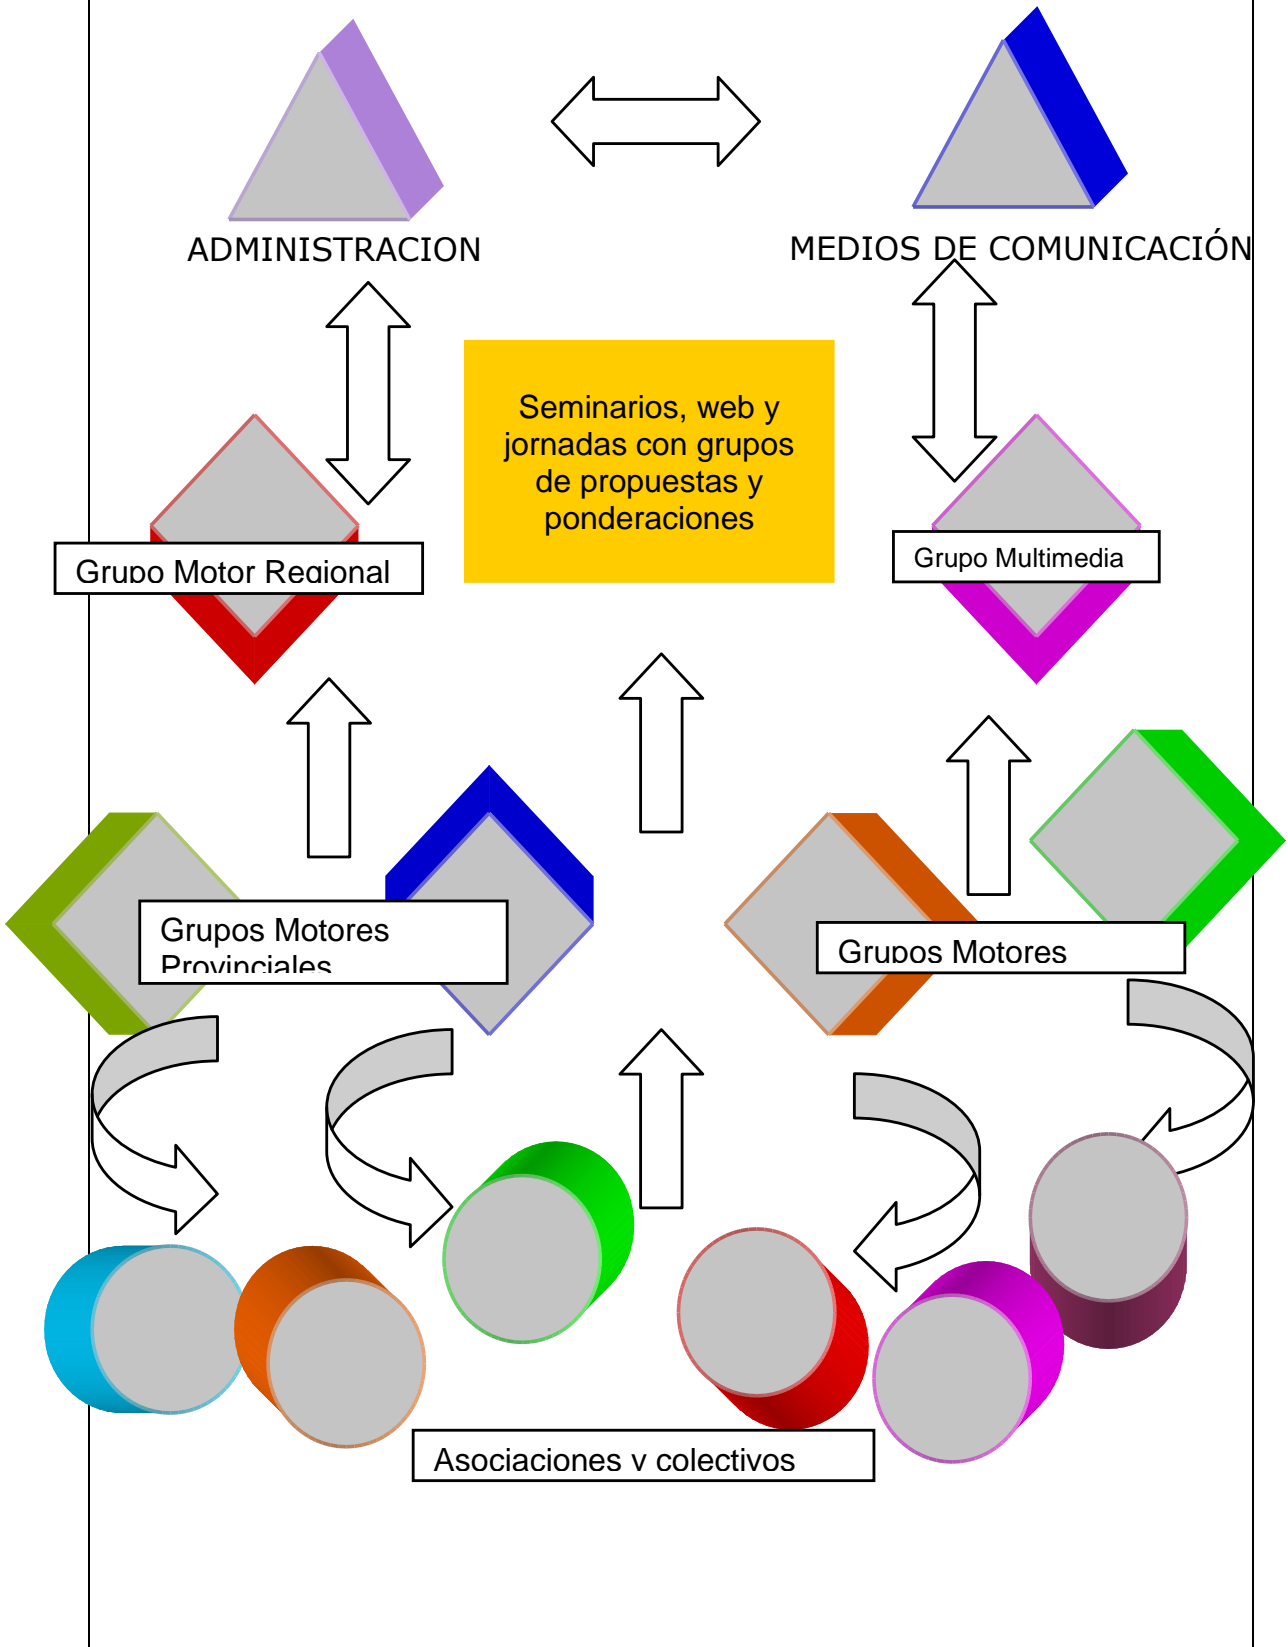 ADMINISTRACION
MEDIOS DE COMUNICACIÓN
Seminarios, web y
jornadas con grupos
de propuestas y
ponderaciones
Grupo Motor Regional
Grupo Multimedia
Grupos Motores
Provinciales
Grupos Motores
Asociaciones y colectivos